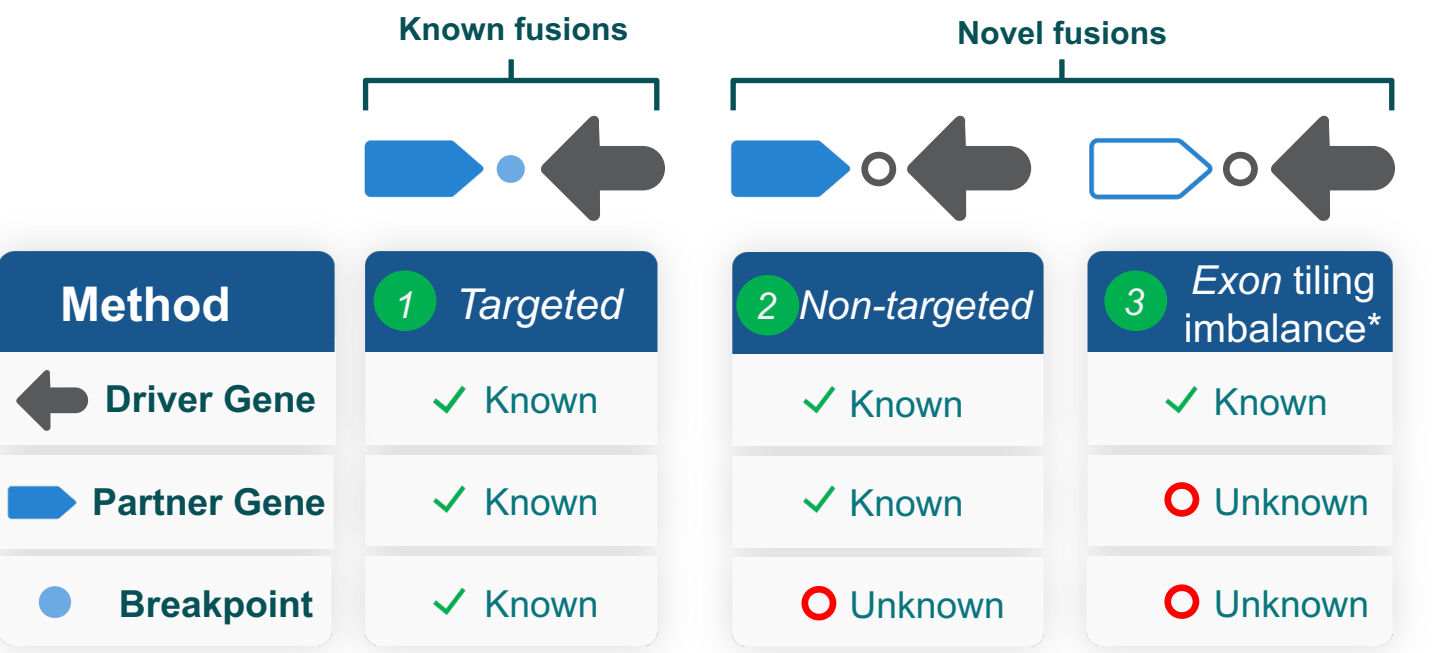 Known fusions
Novel fusions
Method
1 Targeted
2 Non-targeted
3 Exon tiling
imbalance*
Driver Gene
Known
Known
Known
Partner Gene
Known
Known
Unknown
Breakpoint
Known
Unknown
Unknown